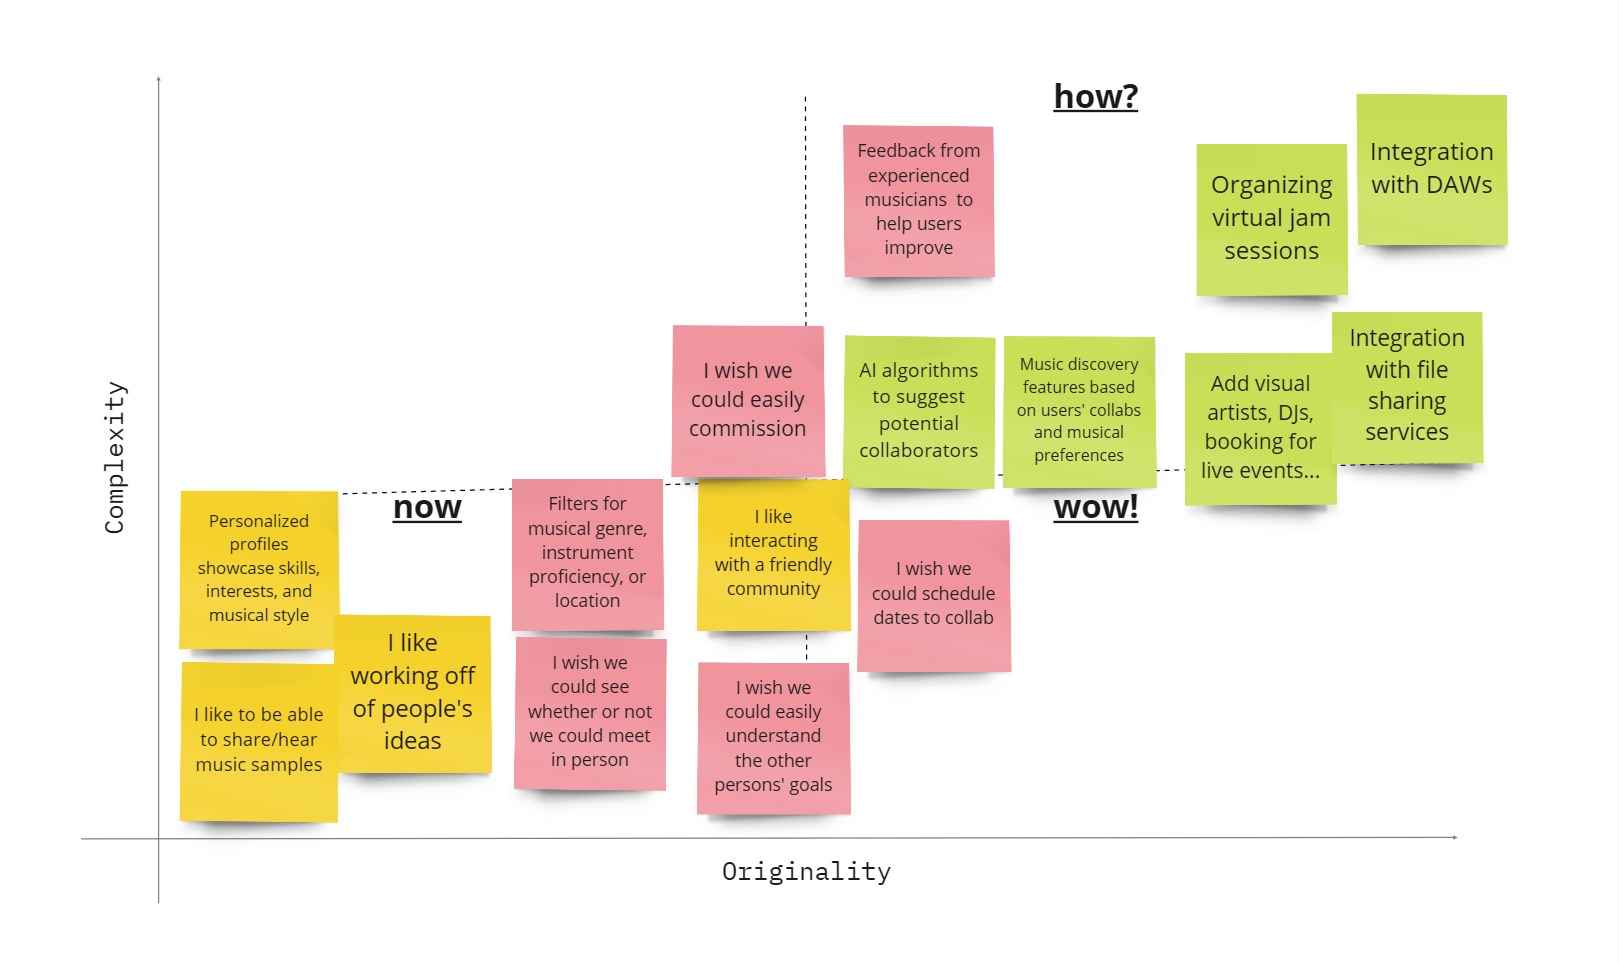 how?
Feedback from
experienced
musicians to
help users
improve
Organizing
virtual jam
sessions
Integration
with DAWs
I wish we
could easily
commission
AI algorithms
to suggest
potential
collaborators
Music discovery
features based
on users' collabs
and musical
preferences
Add visual
artists, DJs,
booking for
live events...
Integration
with file
sharing
services
Complexity
now
wow!
Personalized
profiles
showcase skills,
interests, and
musical style
Filters for
musical genre,
instrument
proficiency, or
location
I like
interacting
with a friendly
community
I wish we
could schedule
dates to collab
I like to be able
to share/hear
music samples
I like
working off
of people's
ideas
I wish we
could see
whether or not
we could meet
in person
I wish we
could easily
understand
the other
persons' goals
Originality